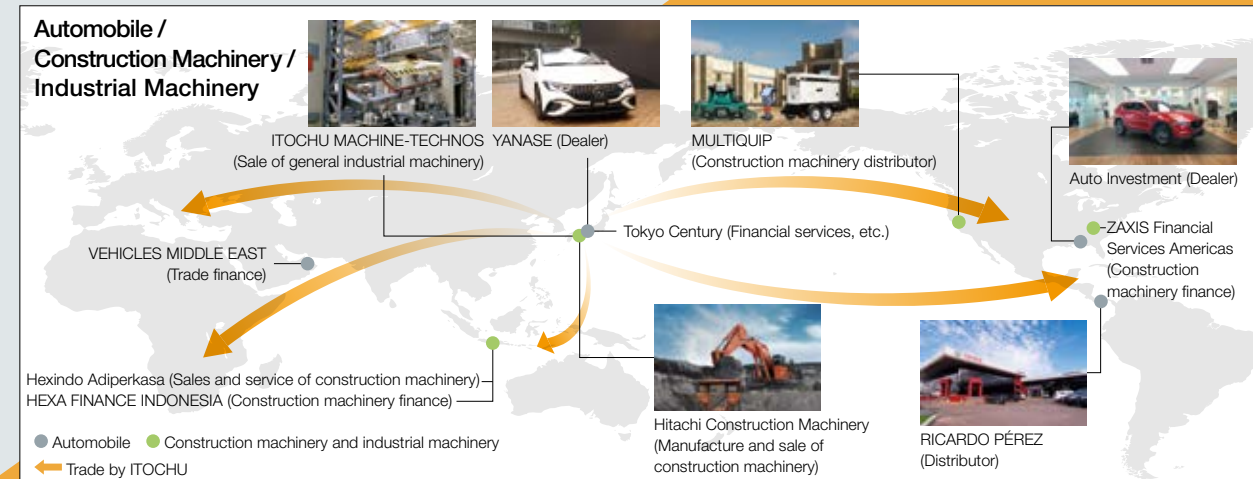 Automobile /
Construction Machinery /
Industrial Machinery
ITOCHU MACHINE-TECHNOS
(Sale of general industrial machinery)
YANASE (Dealer)
MULTIQUIP
(Construction machinery distributor)
Auto Investment (Dealer)
Tokyo Century (Financial services, etc.)
ZAXIS Financial
Services Americas
(Construction
machinery finance)
VEHICLES MIDDLE EAST
(Trade finance)
Hexindo Adiperkasa (Sales and service of construction machinery)
HEXA FINANCE INDONESIA (Construction machinery finance)
Hitachi Construction Machinery
(Manufacture and sale of
construction machinery)
RICARDO PÉREZ
(Distributor)
Automobile
Construction machinery and industrial machinery
Trade by ITOCHU